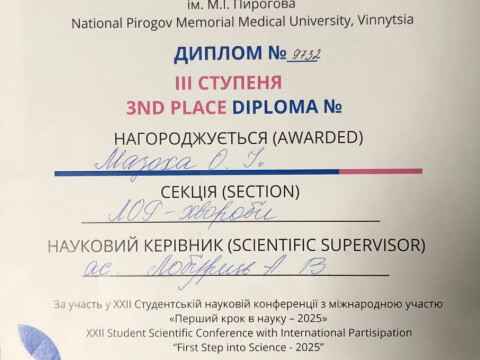 ім. М.І. Пирогова
National Pirogov Memorial Medical University, Vinnytsia
ДИПЛОМ № 9732
III СТУПЕНЯ
3ND PLACE DIPLOMA №
НАГОРОДЖУЄТЬСЯ (AWARDED)
Мазоха О. І.
СЕКЦІЯ (SECTION)
ЛОР-хвороби
НАУКОВИЙ КЕРІВНИК (SCIENTIFIC SUPERVISOR)
ас. А В
За участь у XXII Студентській науковій конференції з міжнародною участю
«Перший крок в науку – 2025»
XXII Student Scientific Conference with International Partisipation
"First Step into Science - 2025"